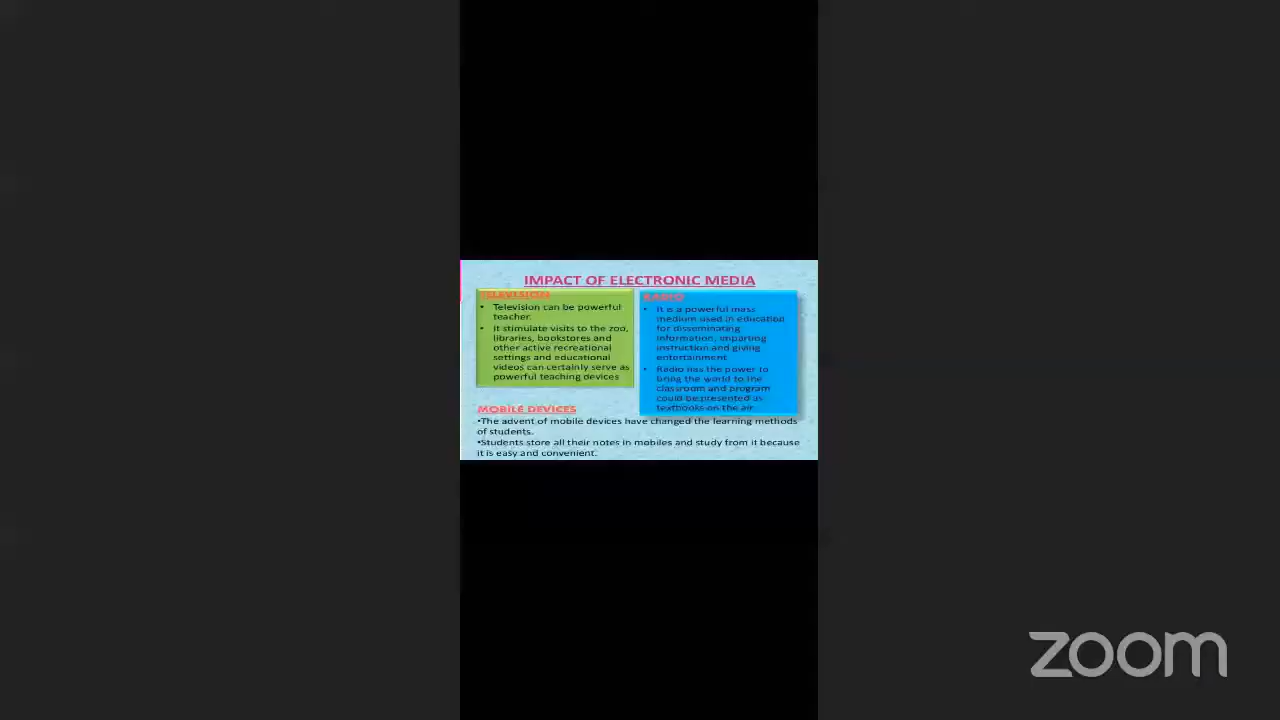 IMPACT OF ELECTRONIC MEDIA
TELEVISION
• Television can be powerful
teacher.
• It stimulate visits to the zoo,
libraries, bookstores and
other active recreational
settings and educational
videos can certainly serve as
powerful teaching devices
RADIO
• It is a powerful mass
medium used in education
for disseminating
information, imparting
instruction and giving
entertainment
• Radio has the power to
bring the world to the
classroom and program
could be presented as
textbooks on the air
MOBILE DEVICES
•The advent of mobile devices have changed the learning methods
of students.
•Students store all their notes in mobiles and study from it because
it is easy and convenient.
zoom